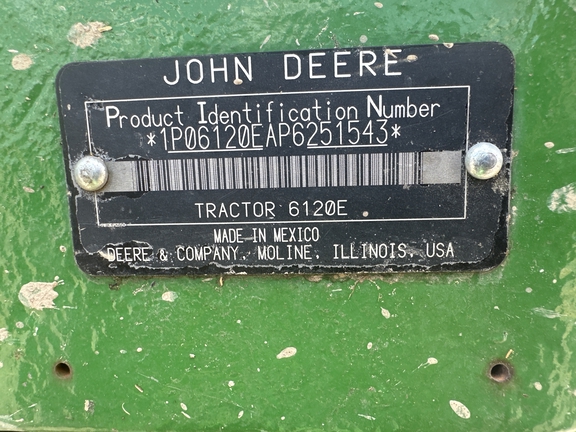 JOHN DEERE
Product Identification Number
*1P06120EAP6251543*
TRACTOR 6120E
MADE IN MEXICO
DEERE & COMPANY, MOLINE, ILLINOIS, USA